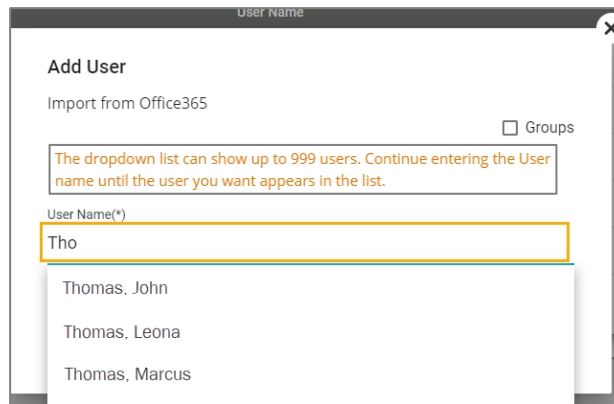 User Name
Add User
Import from Office365
Groups
The dropdown list can show up to 999 users. Continue entering the User
name until the user you want appears in the list.
User Name(*)
Tho
Thomas, John
Thomas, Leona
Thomas, Marcus